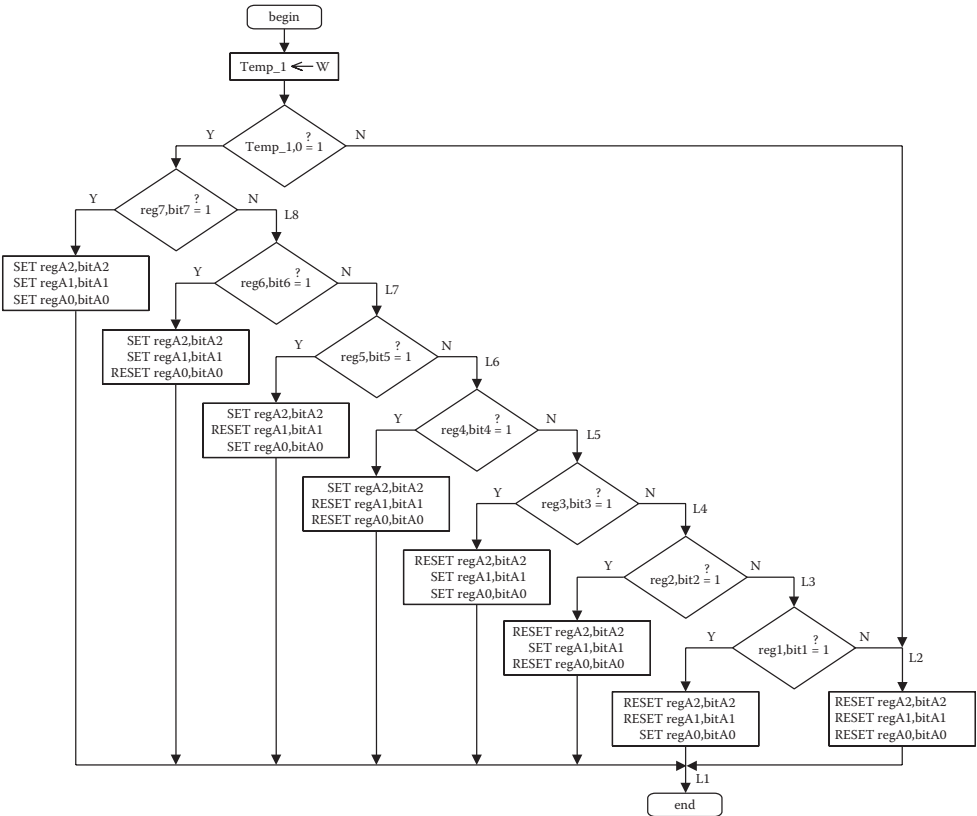 begin
Temp_1 ← W
Y
Temp_1,0 ?= 1
N
Y
reg7,bit7 ?= 1
N
L8
SET regA2,bitA2
SET regA1,bitA1
SET regA0,bitA0
Y
reg6,bit6 ?= 1
N
L7
SET regA2,bitA2
SET regA1,bitA1
RESET regA0,bitA0
Y
reg5,bit5 ?= 1
N
L6
SET regA2,bitA2
RESET regA1,bitA1
SET regA0,bitA0
Y
reg4,bit4 ?= 1
N
L5
SET regA2,bitA2
RESET regA1,bitA1
RESET regA0,bitA0
Y
reg3,bit3 ?= 1
N
L4
RESET regA2,bitA2
SET regA1,bitA1
SET regA0,bitA0
Y
reg2,bit2 ?= 1
N
L3
RESET regA2,bitA2
SET regA1,bitA1
RESET regA0,bitA0
Y
reg1,bit1 ?= 1
N
L2
RESET regA2,bitA2
RESET regA1,bitA1
SET regA0,bitA0
RESET regA2,bitA2
RESET regA1,bitA1
RESET regA0,bitA0
L1
end